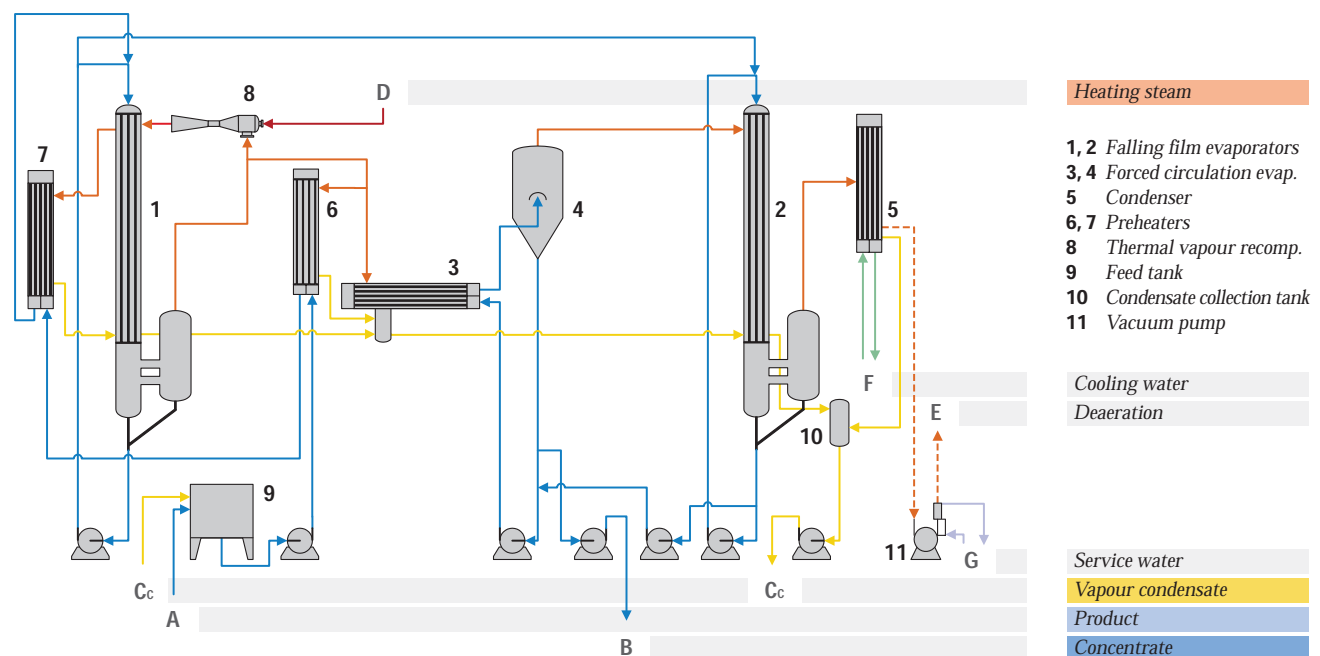 8
D
Heating steam
7
1
6
3
4
2
5
1, 2 Falling film evaporators
3, 4 Forced circulation evap.
5 Condenser
6, 7 Preheaters
8 Thermal vapour recomp.
9 Feed tank
10 Condensate collection tank
11 Vacuum pump
F
Cooling water
E
Deaeration
10
9
11
G
Service water
Cc
Cc
Vapour condensate
A
Product
B
Concentrate